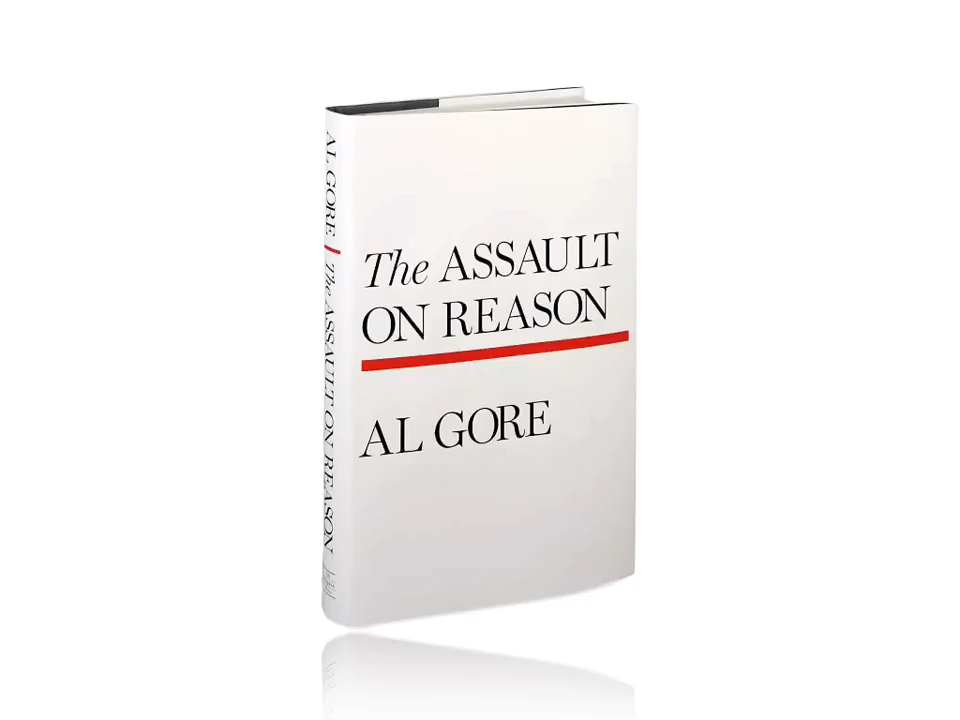 The ASSAULT
ON REASON
AL GORE
AL GORE The ASSAULT ON REASON